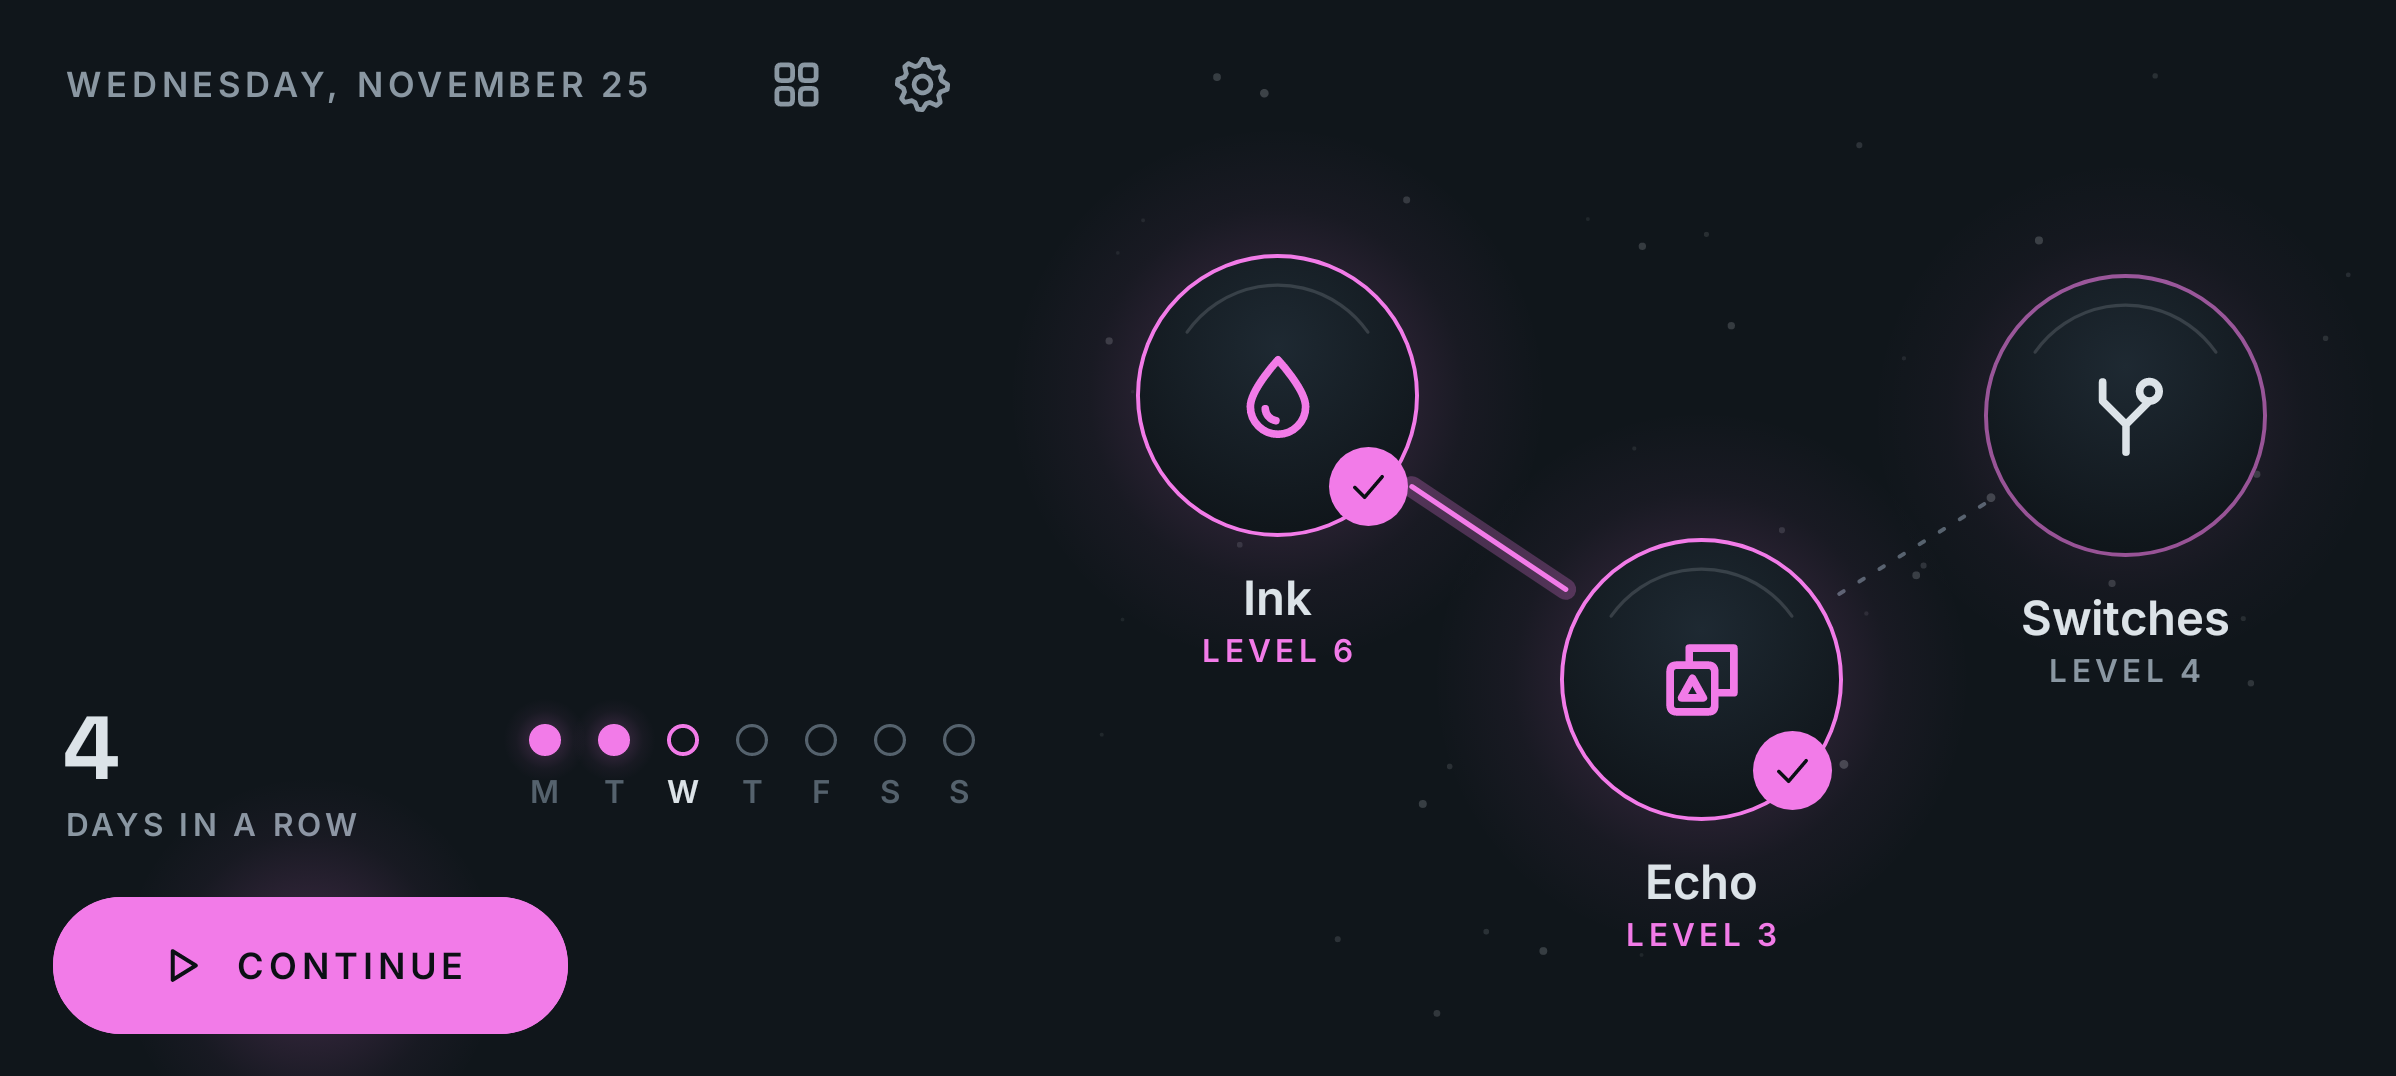 WEDNESDAY, NOVEMBER 25
4
DAYS IN A ROW
M T W T F S S
CONTINUE
Ink
LEVEL 6
Echo
LEVEL 3
Switches
LEVEL 4